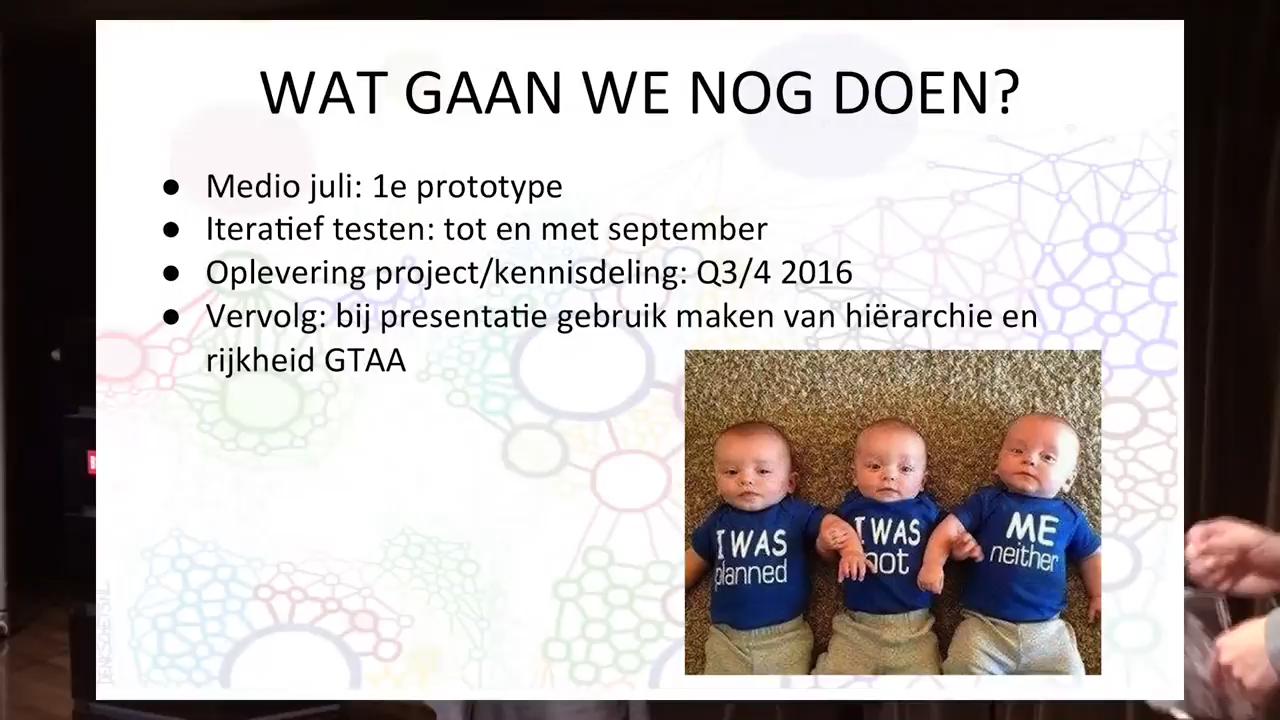 WAT GAAN WE NOG DOEN?
● Medio juli: 1e prototype
● Iteratief testen: tot en met september
● Oplevering project/kennisdeling: Q3/4 2016
● Vervolg: bij presentatie gebruik maken van hiërarchie en
rijkheid GTAA
I WAS
planned
I WAS
not
ME
neither